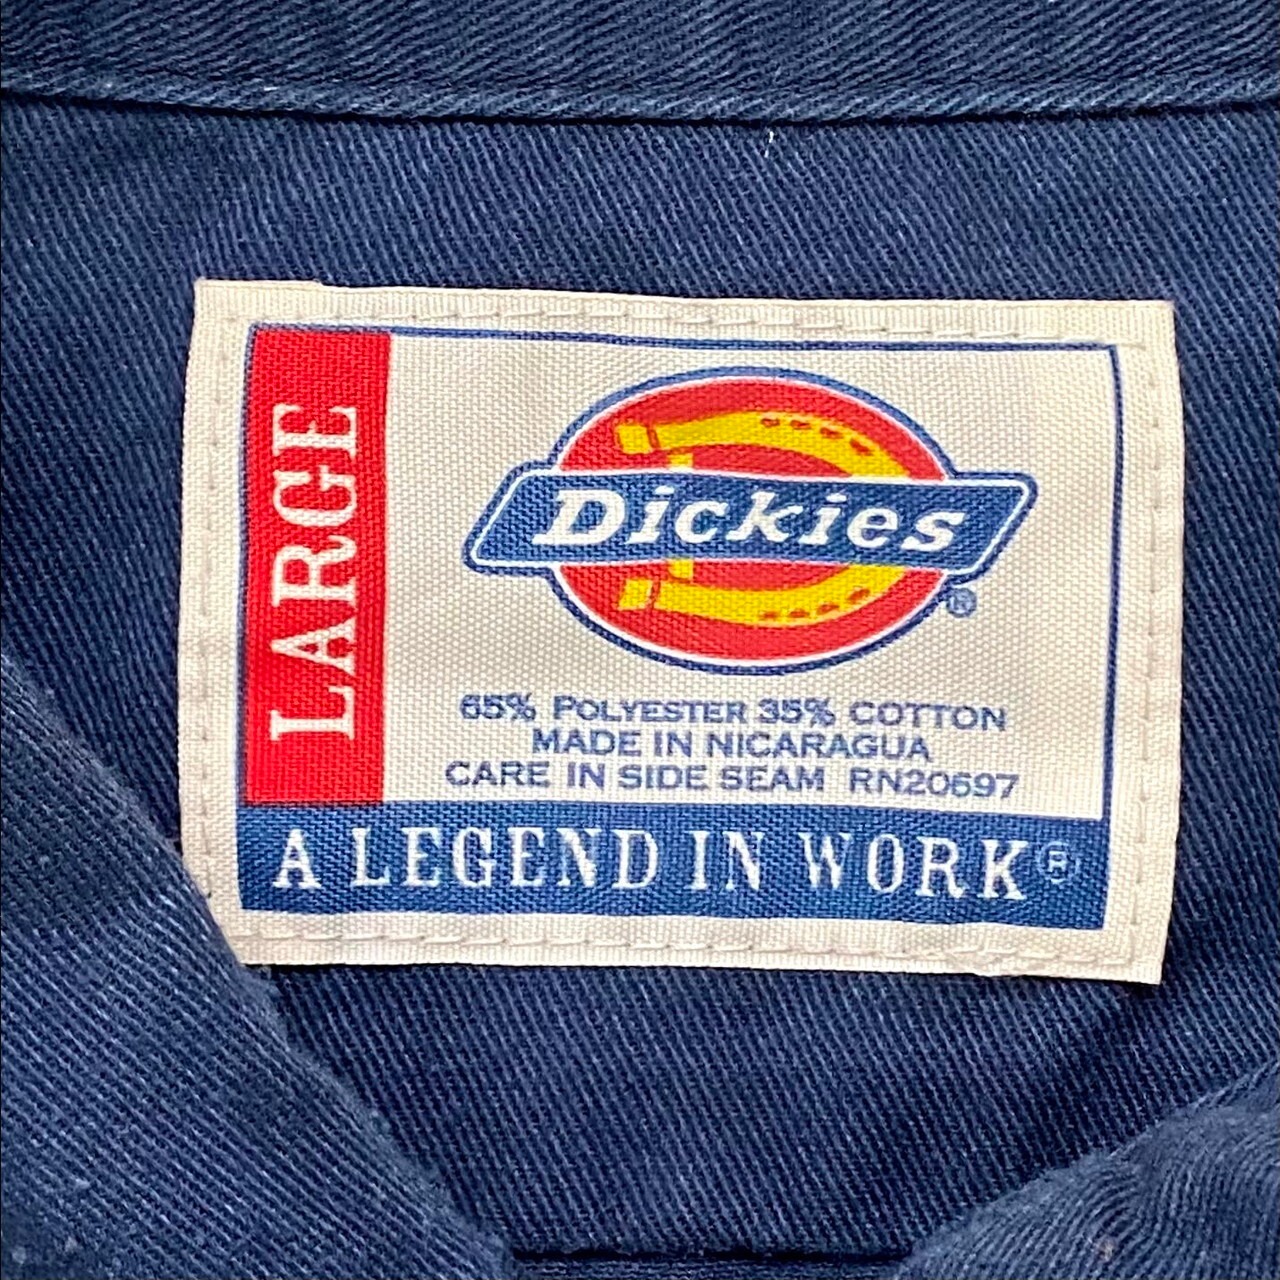 LARGE
Dickies®
65% POLYESTER 35% COTTON
MADE IN NICARAGUA
CARE IN SIDE SEAM RN20697
A LEGEND IN WORK®